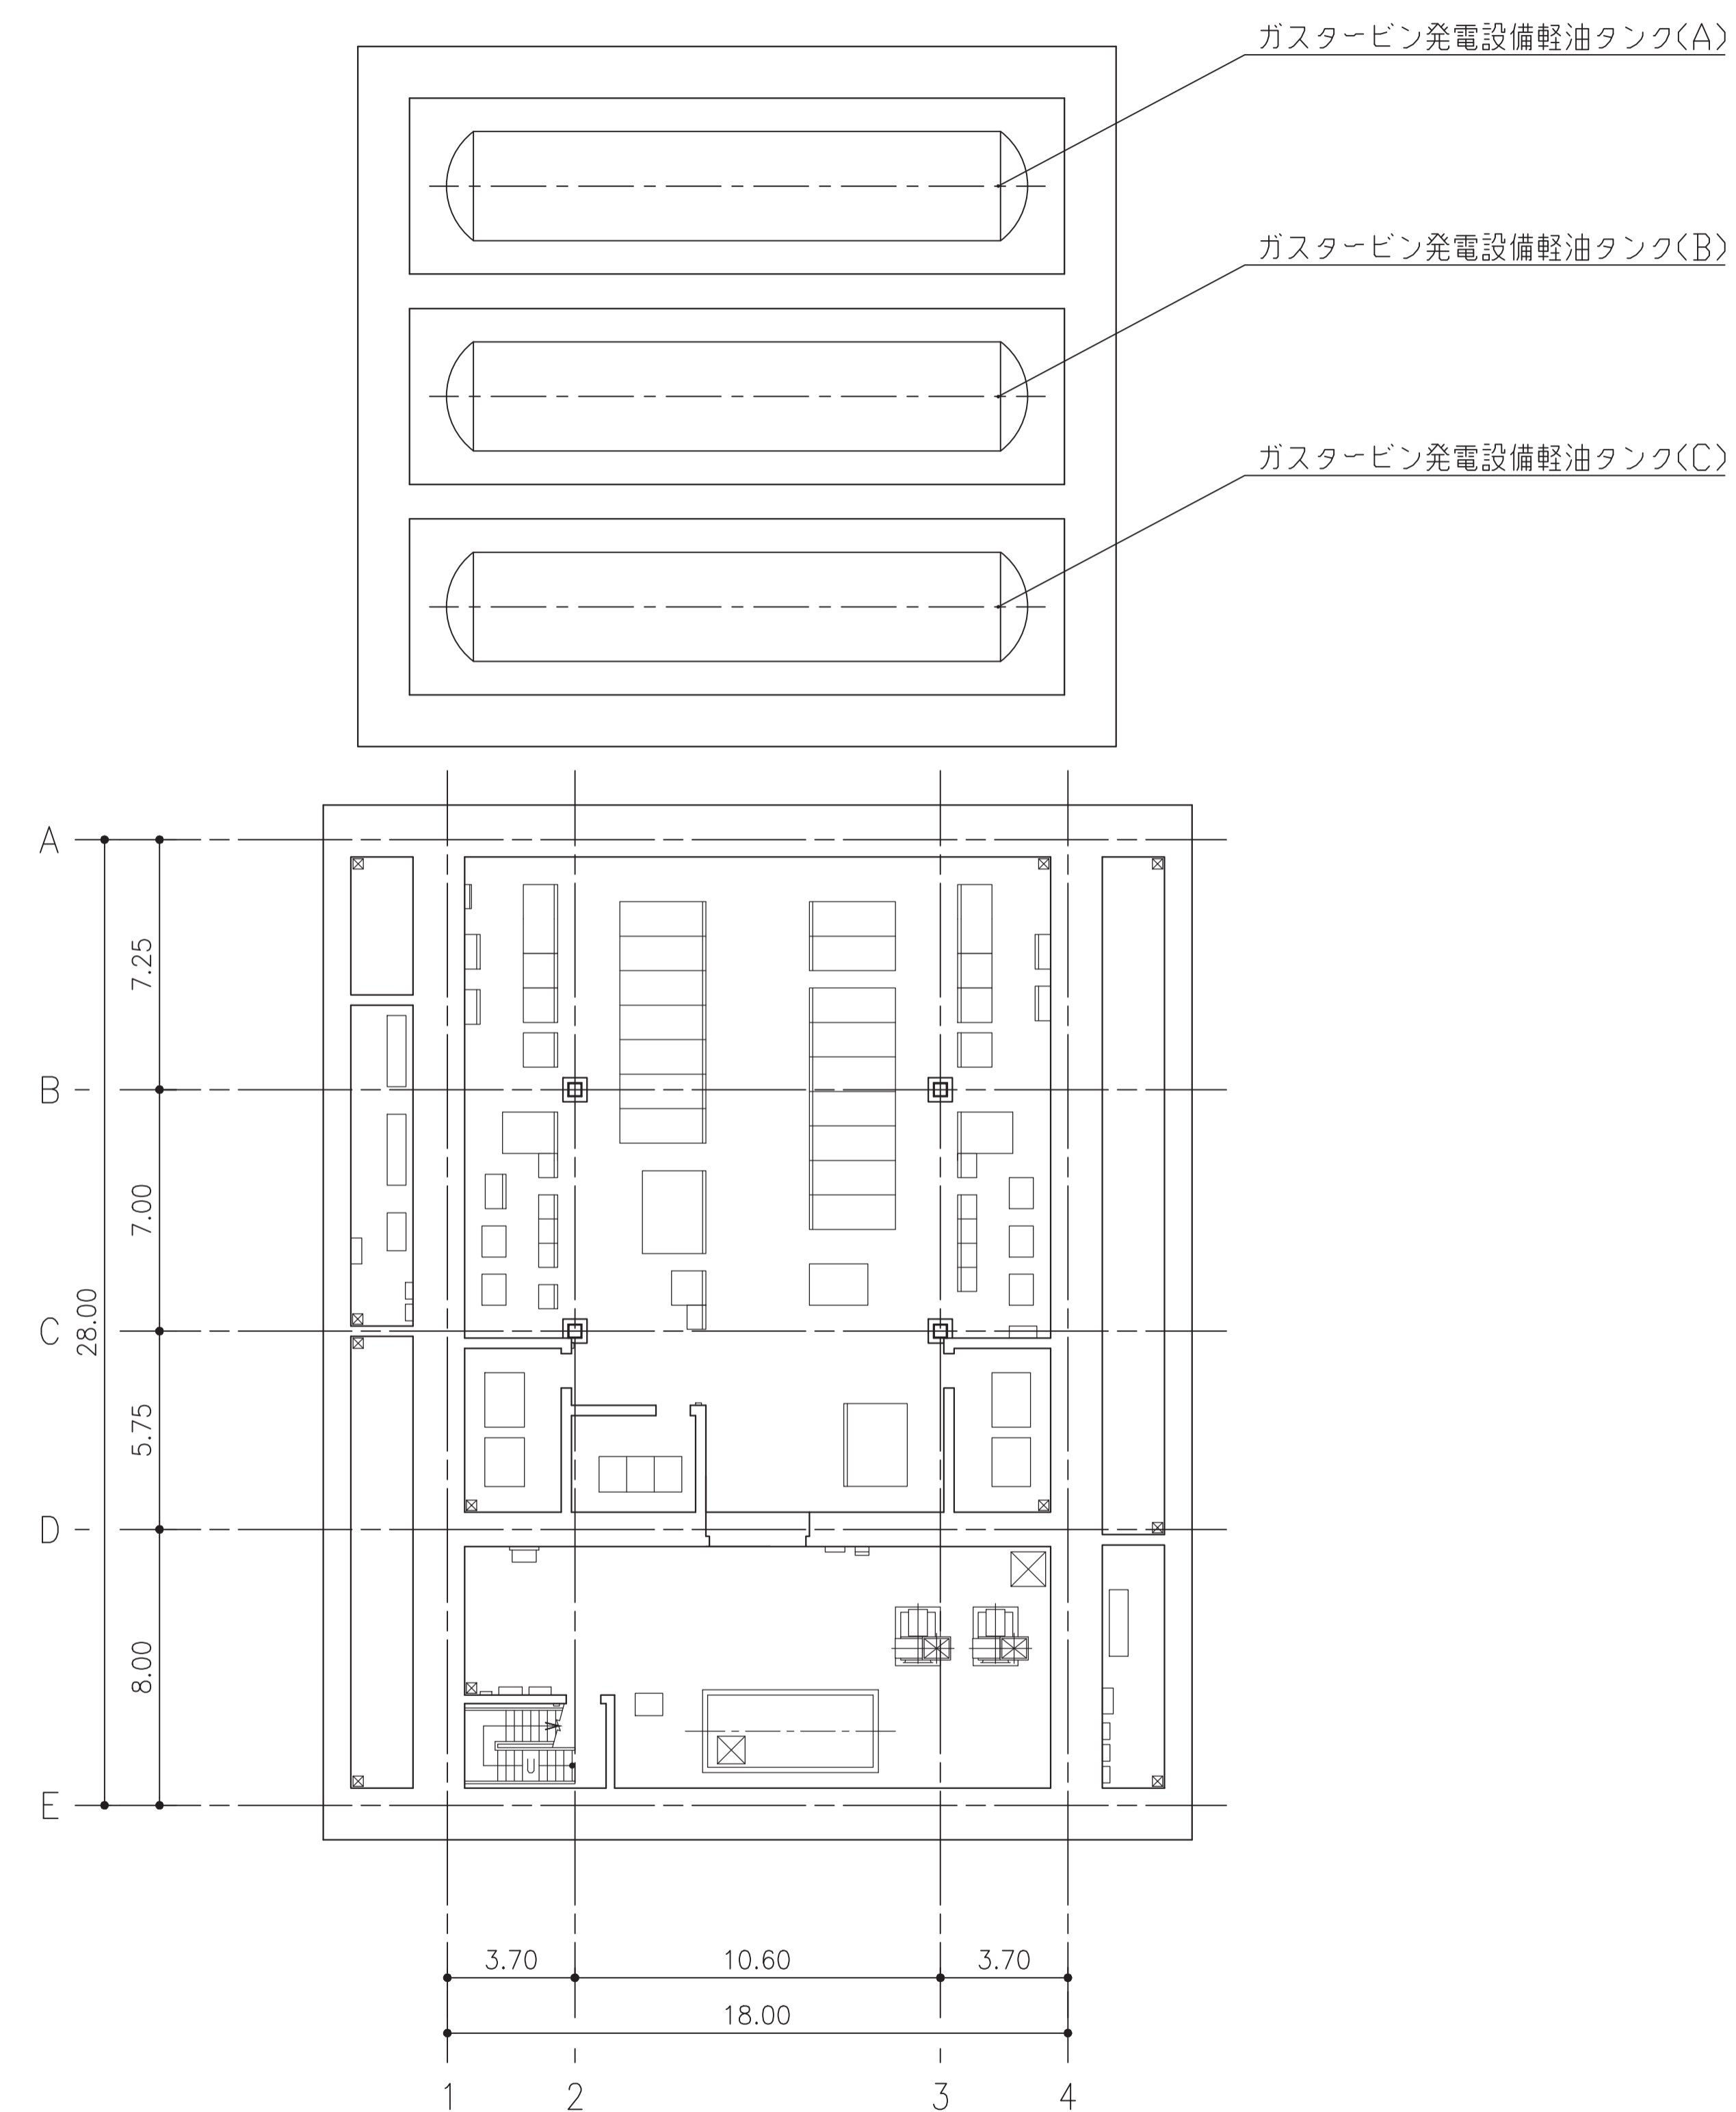 ガスタービン発電設備軽油タンク(A)
ガスタービン発電設備軽油タンク(B)
ガスタービン発電設備軽油タンク(C)
A
7.25
B
7.00
28.00
C
5.75
D
8.00
E
U
3.70 10.60 3.70
18.00
1 2 3 4